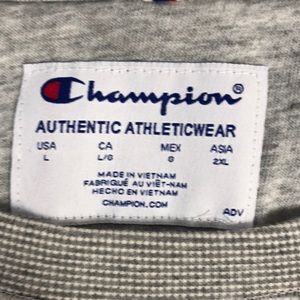 Champion
AUTHENTIC ATHLETICWEAR
USA CA MEX ASIA
L L/G G 2XL
MADE IN VIETNAM
FABRIQUÉ AU VIÊT-NAM
HECHO EN VIETNAM
CHAMPION.COM
ADV